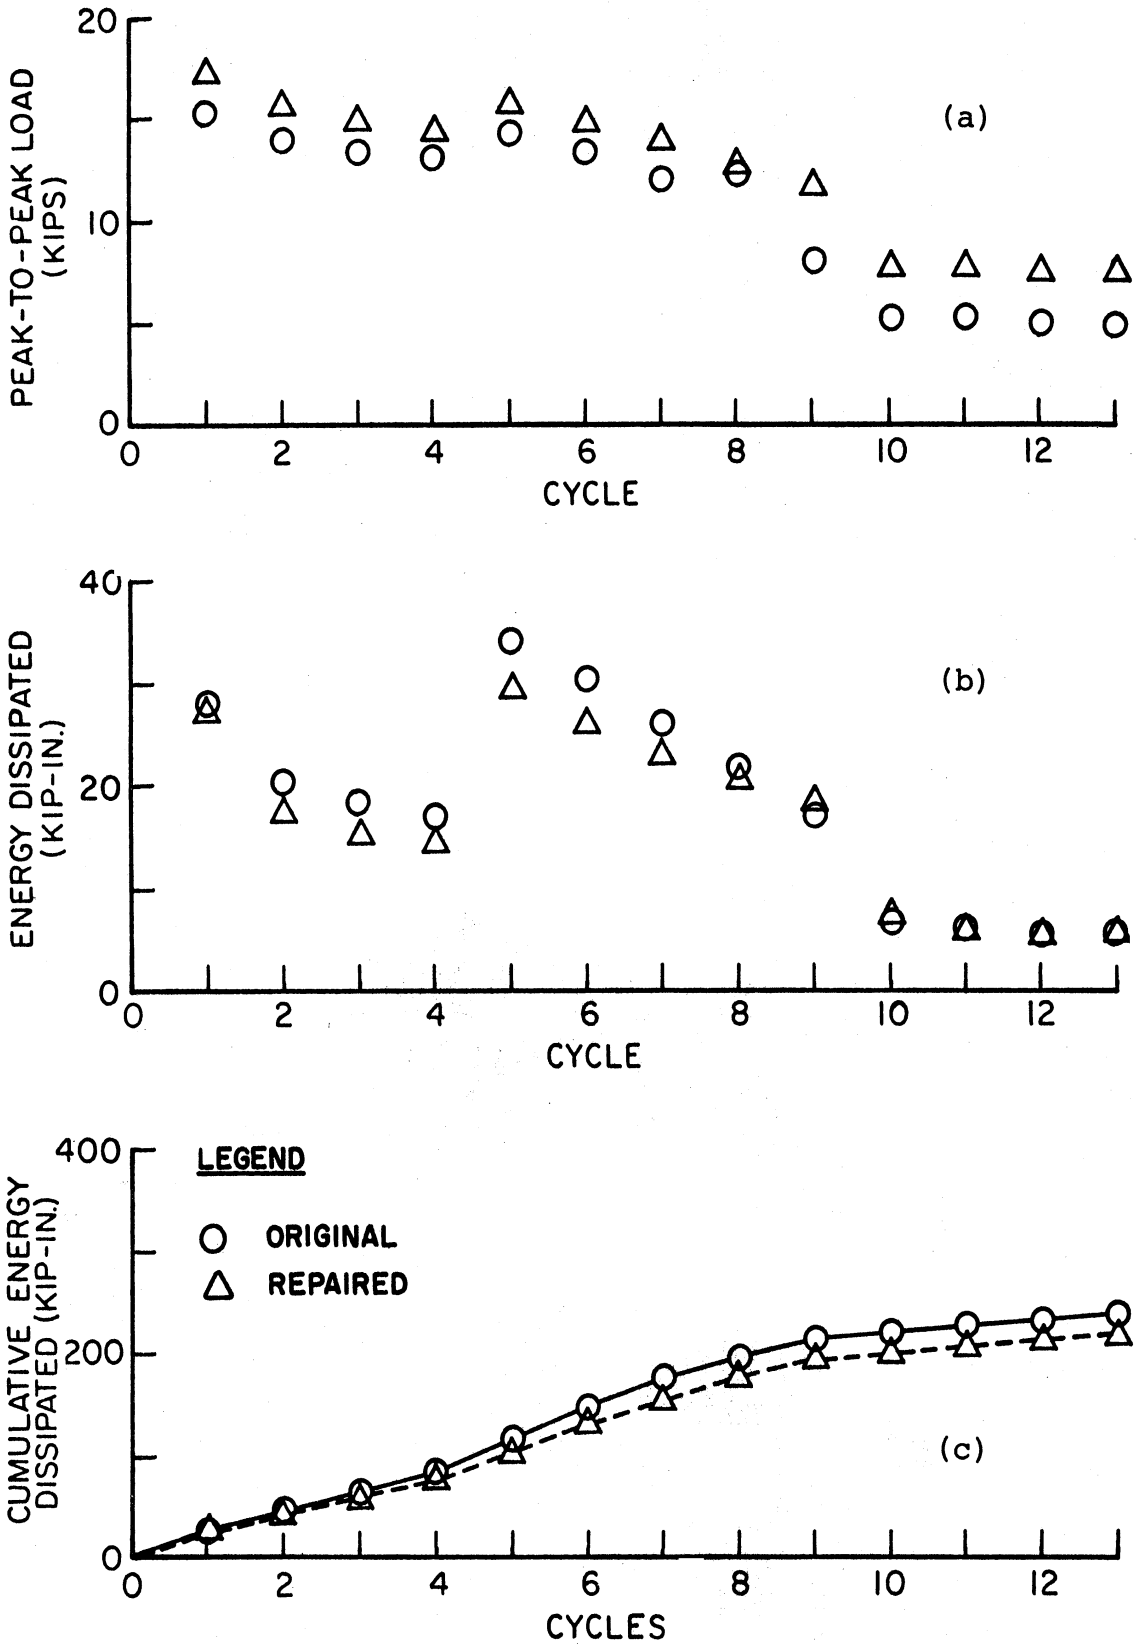 20
10
0
PEAK-TO-PEAK LOAD
(KIPS)
(a)
0 2 4 6 8 10 12
CYCLE
40
20
0
ENERGY DISSIPATED
(KIP-IN.)
(b)
0 2 4 6 8 10 12
CYCLE
400
200
0
CUMULATIVE ENERGY
DISSIPATED (KIP-IN.)
LEGEND
ORIGINAL
REPAIRED
(c)
0 2 4 6 8 10 12
CYCLES